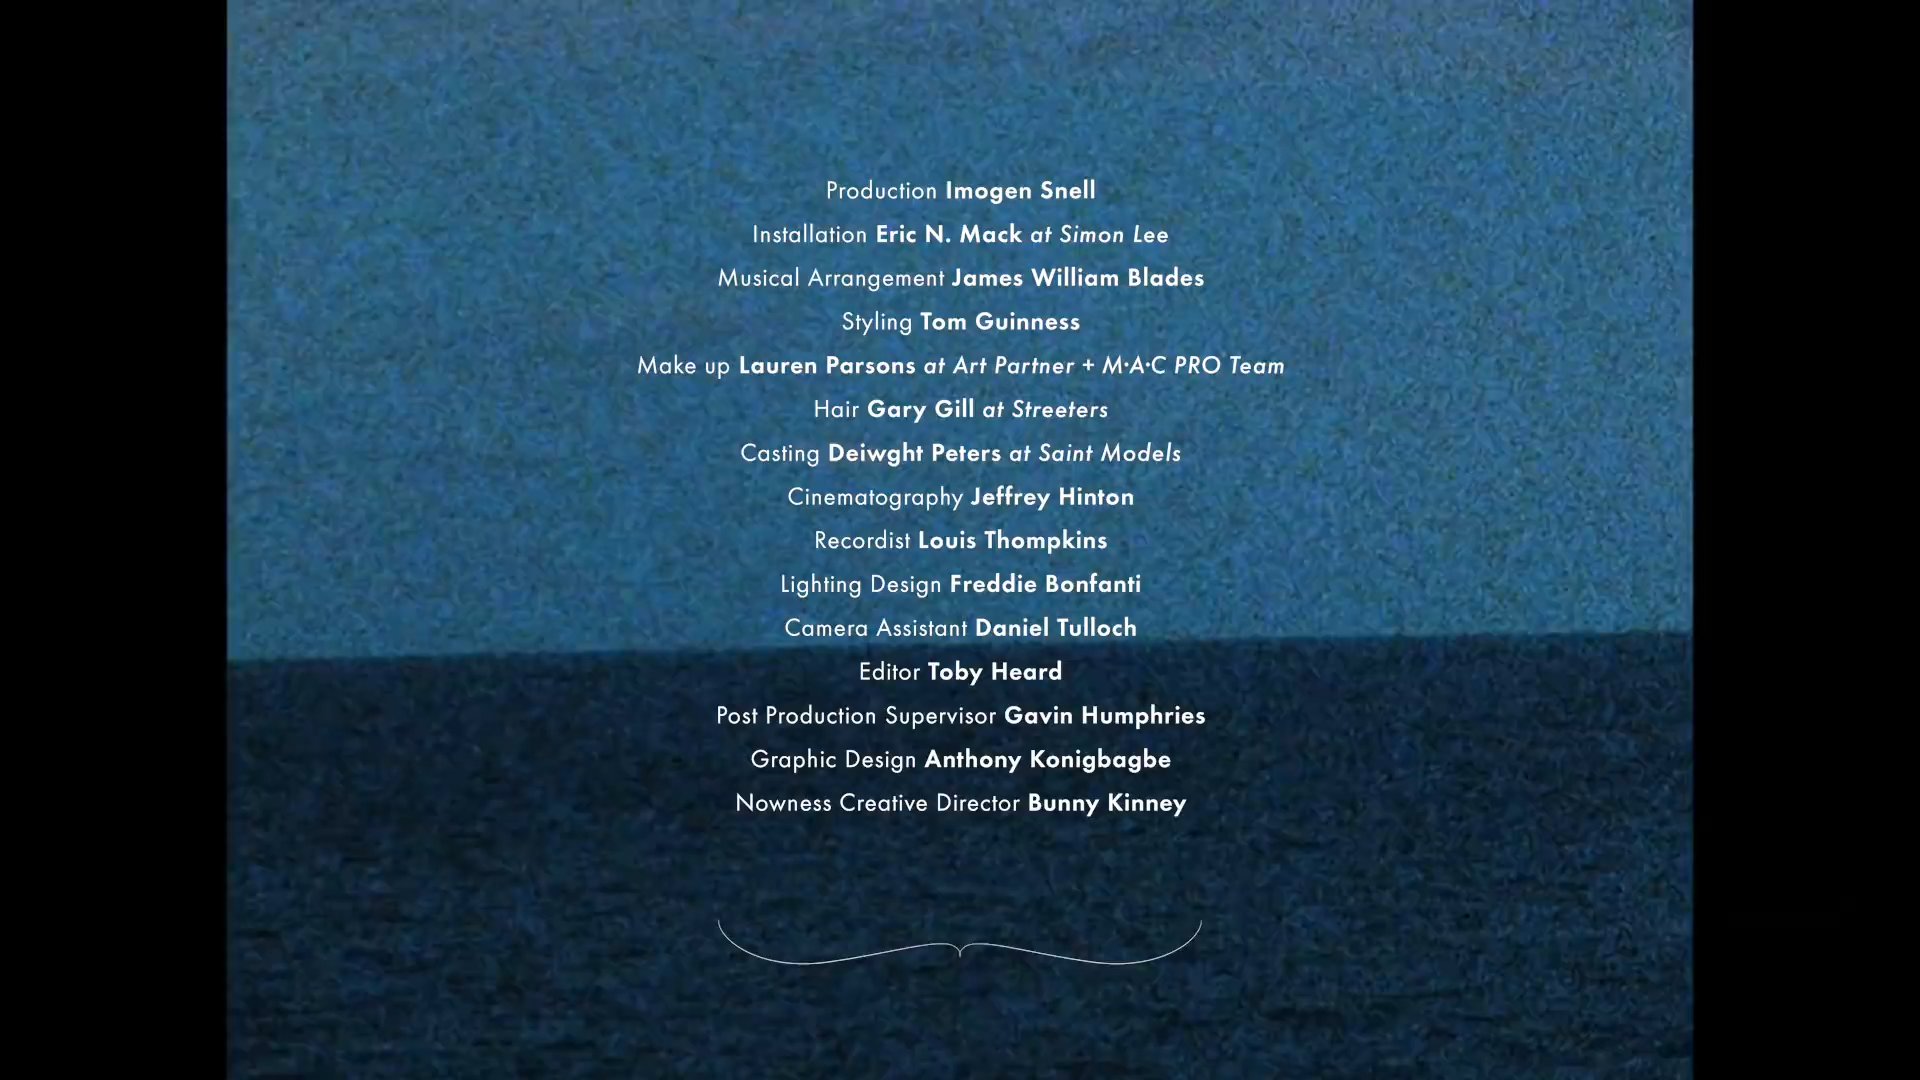 Production Imogen Snell
Installation Eric N. Mack at Simon Lee
Musical Arrangement James William Blades
Styling Tom Guinness
Make up Lauren Parsons at Art Partner + M·A·C PRO Team
Hair Gary Gill at Streeters
Casting Deiwght Peters at Saint Models
Cinematography Jeffrey Hinton
Recordist Louis Thompkins
Lighting Design Freddie Bonfanti
Camera Assistant Daniel Tulloch
Editor Toby Heard
Post Production Supervisor Gavin Humphries
Graphic Design Anthony Konigbagbe
Nowness Creative Director Bunny Kinney